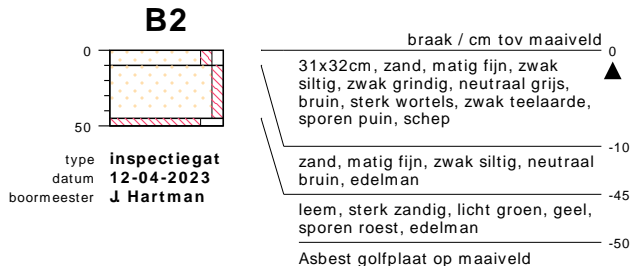 B2
0
50
type inspectiegat
datum 12-04-2023
boormeester J. Hartman
braak / cm tov maaiveld 0
31x32cm, zand, matig fijn, zwak
siltig, zwak grindig, neutraal grijs,
bruin, sterk wortels, zwak teelaarde,
sporen puin, schep
-10
zand, matig fijn, zwak siltig, neutraal
bruin, edelman
-45
leem, sterk zandig, licht groen, geel,
sporen roest, edelman
-50
Asbest golfplaat op maaiveld